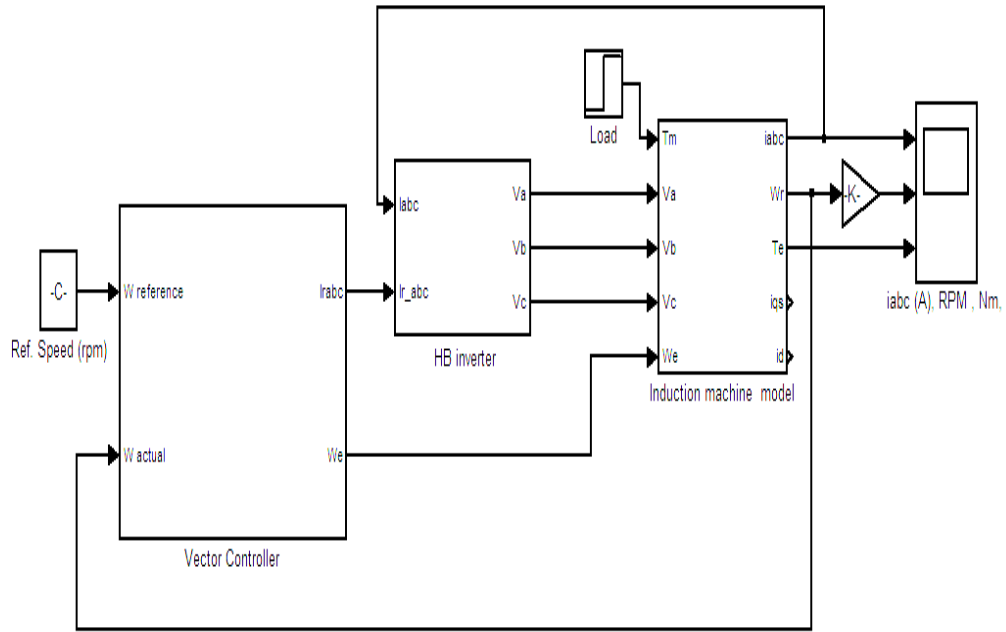 Load
Tm
iabc
Iabc
Va
Va
Wr
-K-
Vb
Vb
Te
-C-
W reference
Irabc
Ir_abc
Vc
Vc
iqs
iabc (A), RPM , Nm,
Ref. Speed (rpm)
HB inverter
We
id
Induction machine model
W actual
We
Vector Controller